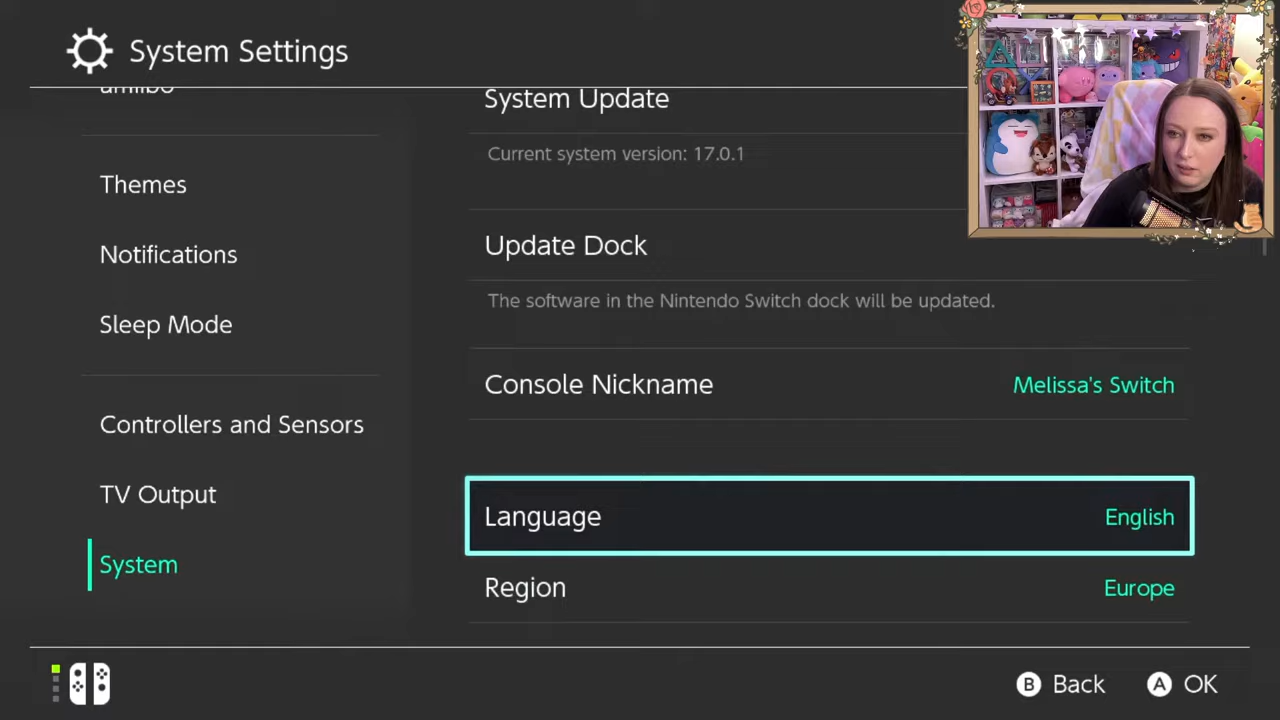 System Settings
amiibo
Themes
Notifications
Sleep Mode
Controllers and Sensors
TV Output
System
System Update
Current system version: 17.0.1
Update Dock
The software in the Nintendo Switch dock will be updated.
Console Nickname Melissa's Switch
Language English
Region Europe
B Back A OK